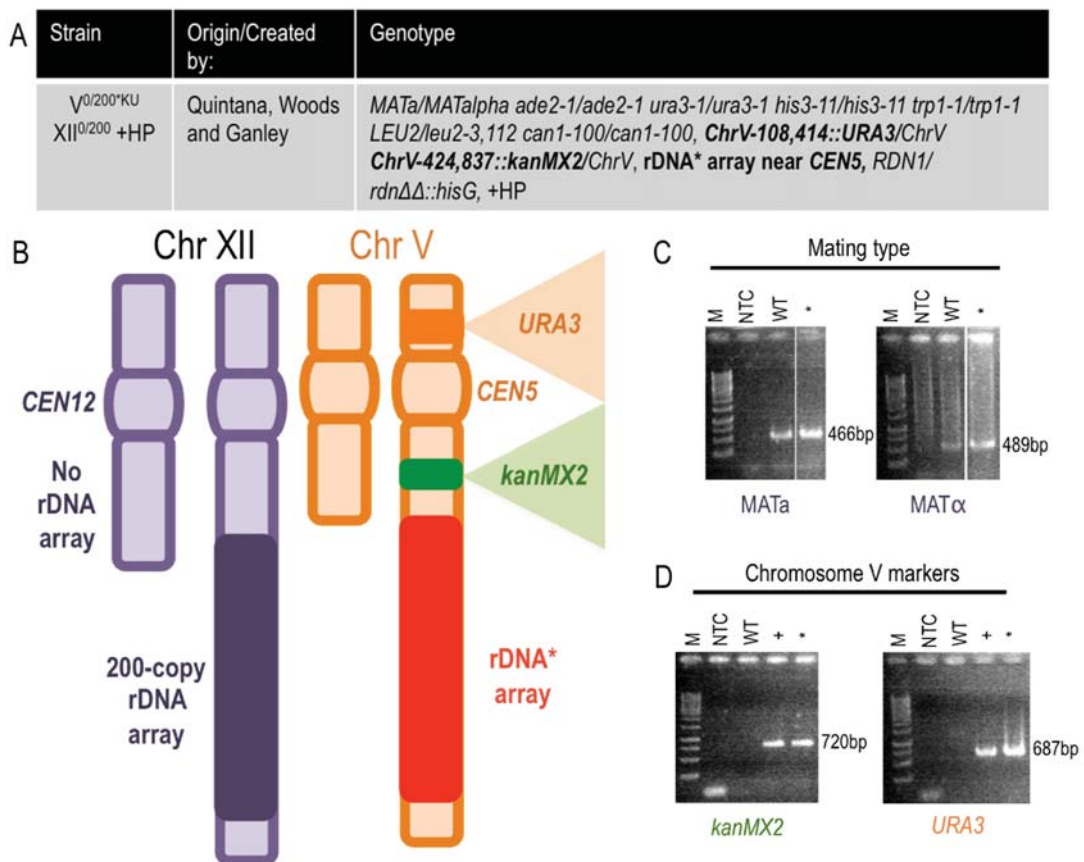 A
Strain
Origin/Created
by:
Genotype
V0/200*KU
XII0/200 +HP
Quintana, Woods
and Ganley
MATa/MATalpha ade2-1/ade2-1 ura3-1/ura3-1 his3-11/his3-11 trp1-1/trp1-1
LEU2/leu2-3,112 can1-100/can1-100, ChrV-108,414::URA3/ChrV
ChrV-424,837::kanMX2/ChrV, rDNA* array near CEN5, RDN1/
rdnΔΔ::hisG, +HP
B
Chr XII
Chr V
URA3
CEN12
CEN5
kanMX2
No
rDNA
array
200-copy
rDNA
array
rDNA*
array
C
Mating type
M
NTC
WT
*
466bp
MATa
M
NTC
WT
*
489bp
MATα
D
Chromosome V markers
M
NTC
WT
+
*
720bp
kanMX2
M
NTC
WT
+
*
687bp
URA3